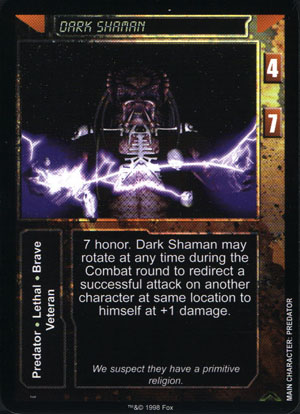 DARK SHAMAN
4
7
7 honor. Dark Shaman may
rotate at any time during the
Combat round to redirect a
successful attack on another
character at same location to
himself at +1 damage.
We suspect they have a primitive
religion.
Predator • Lethal • Brave
Veteran
MAIN CHARACTER: PREDATOR
™&© 1998 Fox